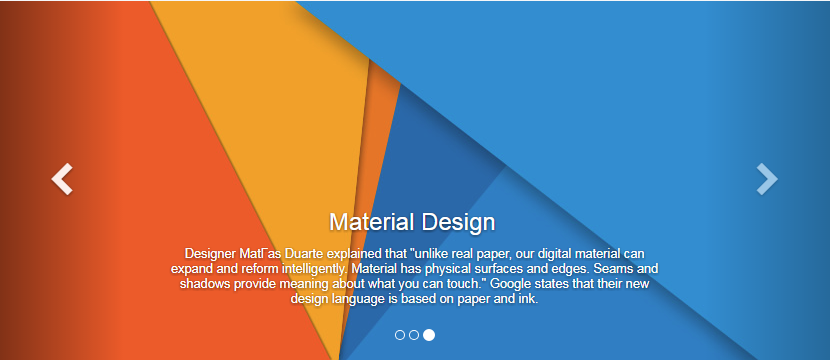 Material Design
Designer MatΓas Duarte explained that "unlike real paper, our digital material can
expand and reform intelligently. Material has physical surfaces and edges. Seams and
shadows provide meaning about what you can touch." Google states that their new
design language is based on paper and ink.